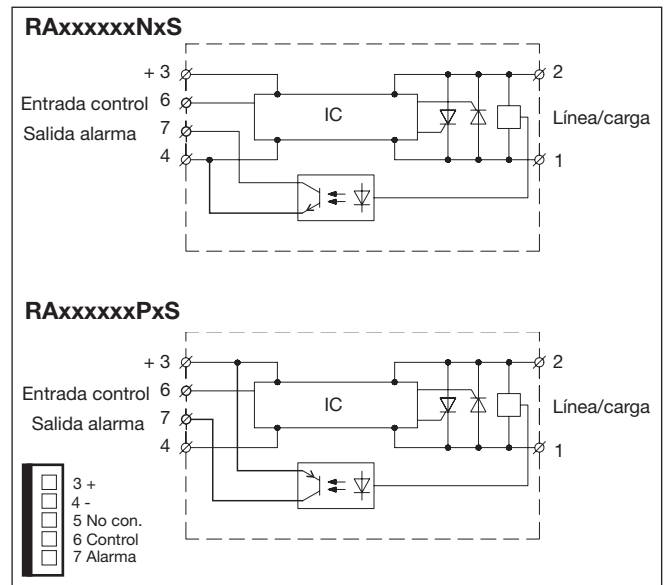 RAxxxxxxNxS
+ 3
2
Entrada control 6
IC
Línea/carga
Salida alarma 7
4
1
RAxxxxxxPxS
+ 3
2
Entrada control 6
IC
Línea/carga
Salida alarma 7
4
1
3 +
4 -
5 No con.
6 Control
7 Alarma